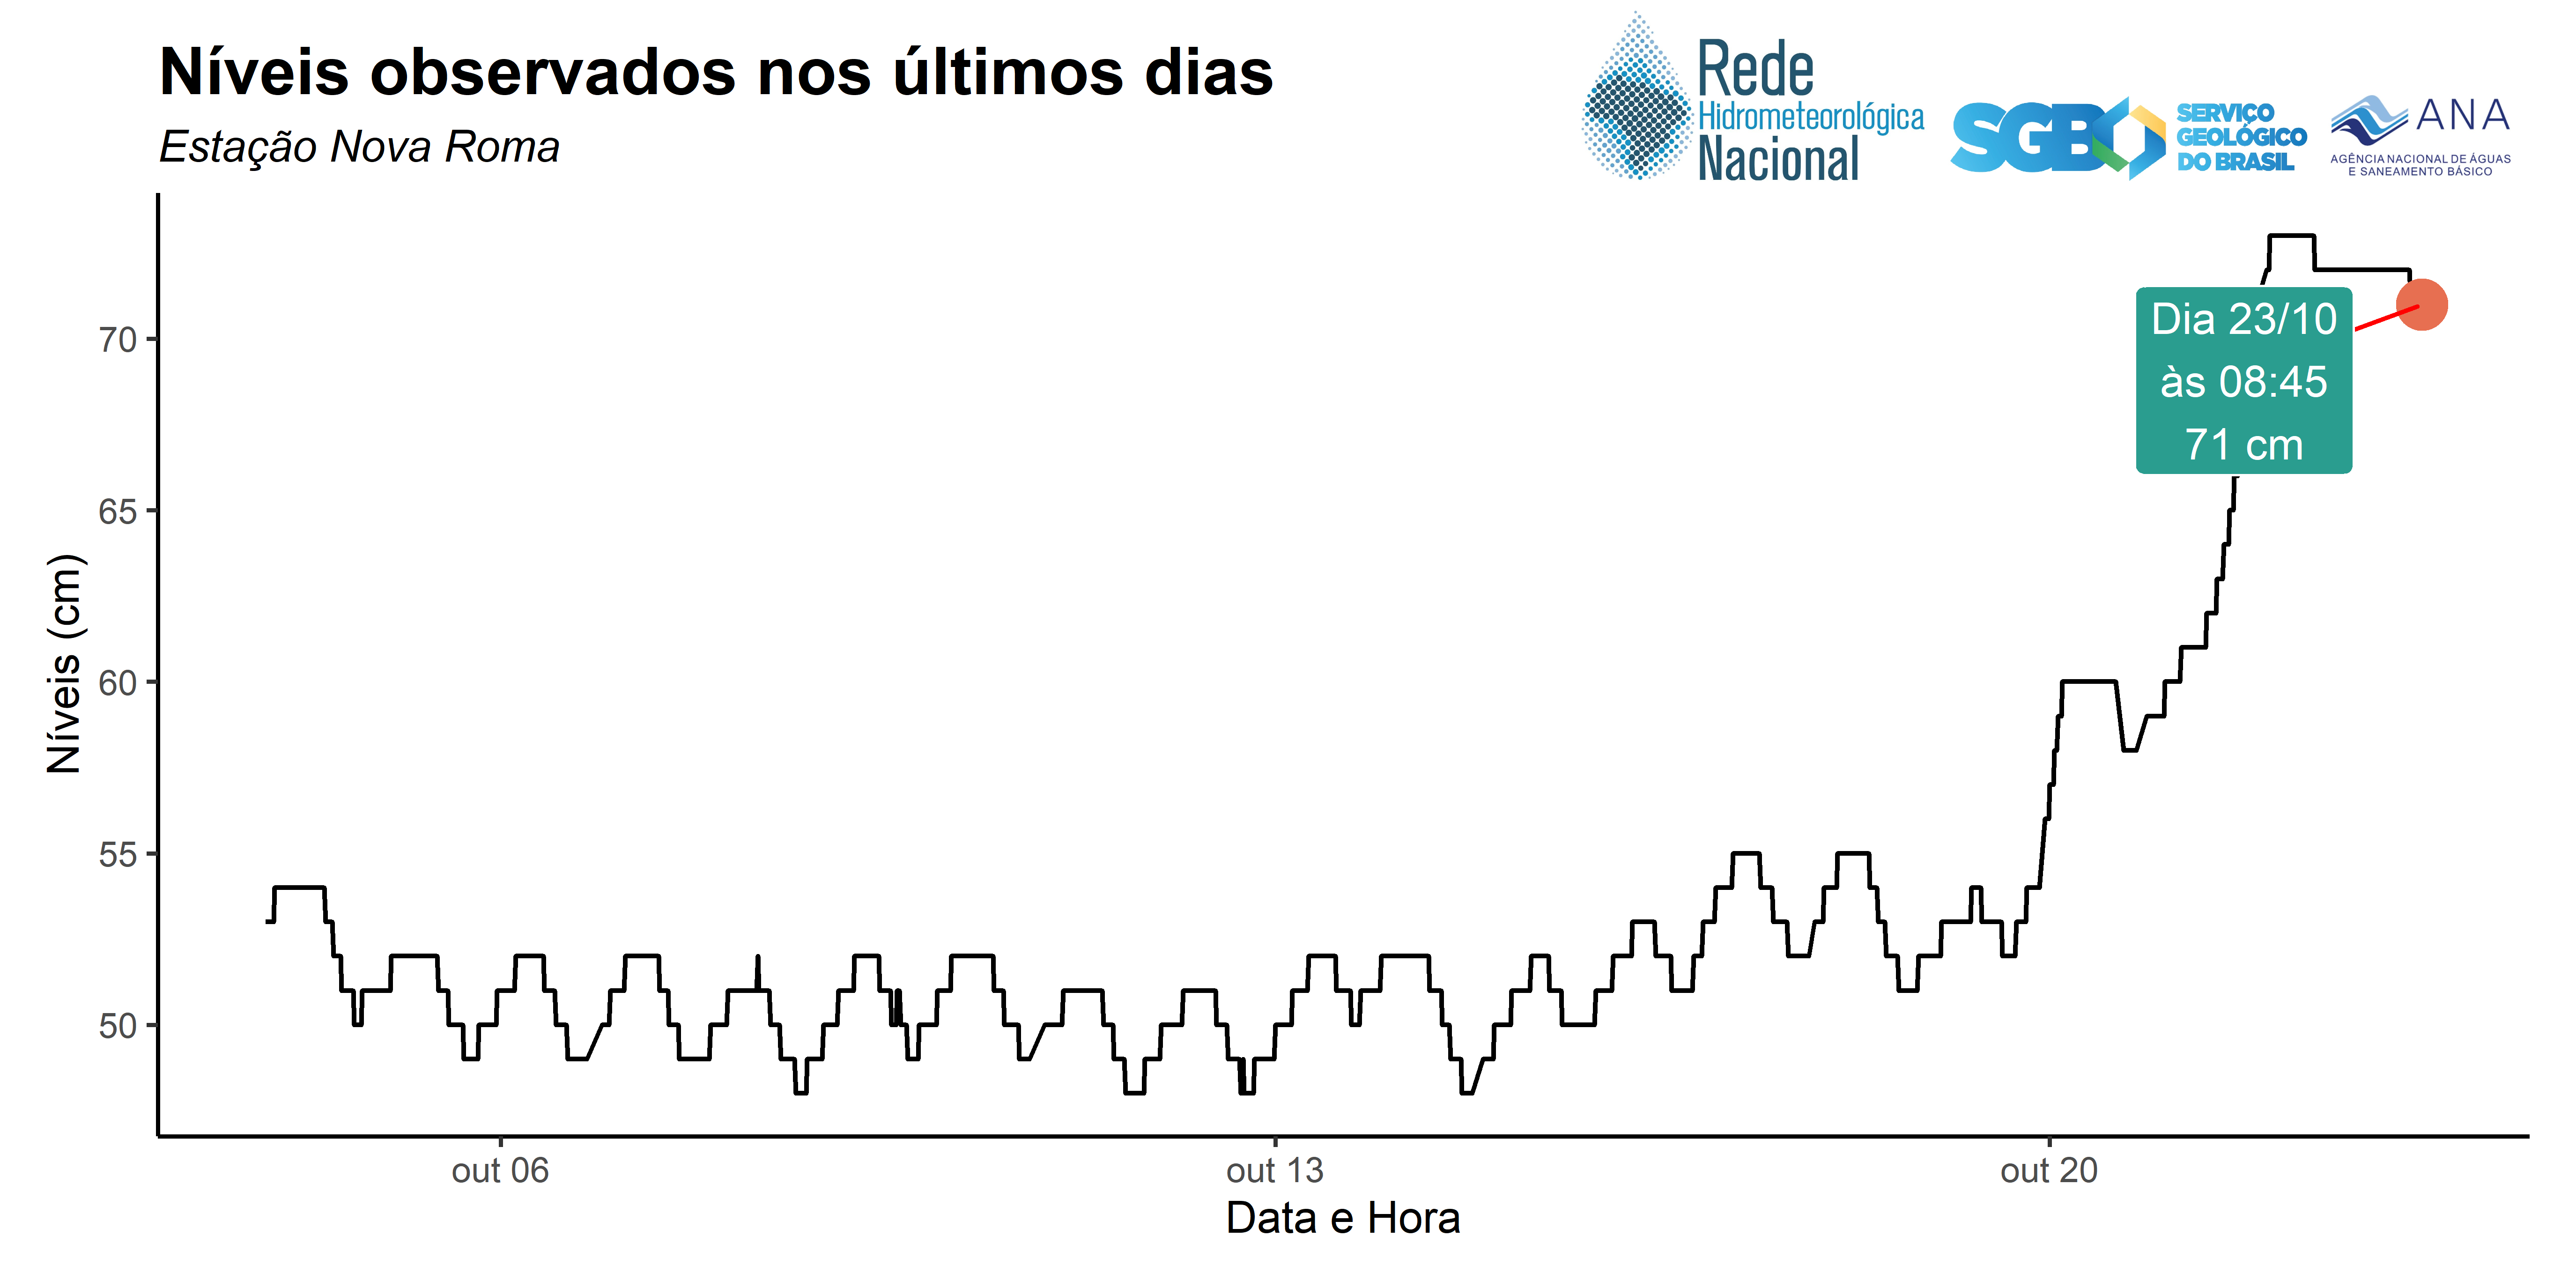 Níveis observados nos últimos dias
Estação Nova Roma
Rede
Hidrometeorológica
Nacional
SGB
SERVIÇO
GEOLÓGICO
DO BRASIL
ANA
AGÊNCIA NACIONAL DE ÁGUAS
E SANEAMENTO BÁSICO
Níveis (cm)
70
65
60
55
50
Dia 23/10
às 08:45
71 cm
out 06
out 13
out 20
Data e Hora